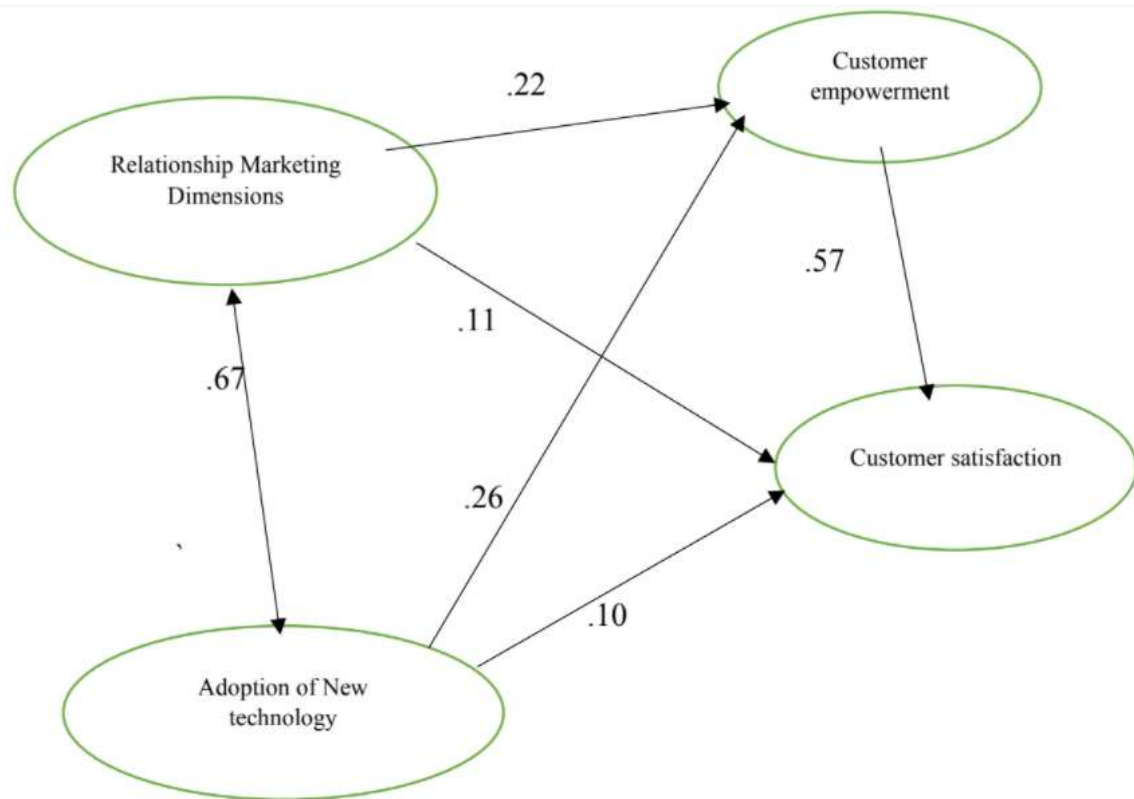 Customer
empowerment
.22
Relationship Marketing
Dimensions
.57
.11
.67
Customer satisfaction
.26
.10
Adoption of New
technology